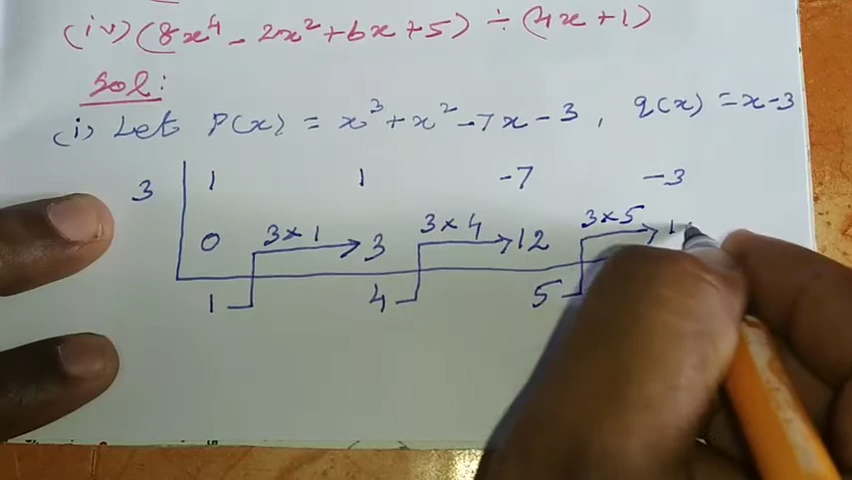 (iv) (8x⁴ - 2x² + 6x + 5) ÷ (4x + 1)
Sol:
(i) Let P(x) = x³ + x² - 7x - 3, q(x) = x - 3
3 | 1 1 -7 -3
0 3×1 3 3×4 12 3×5 1
1 4 5